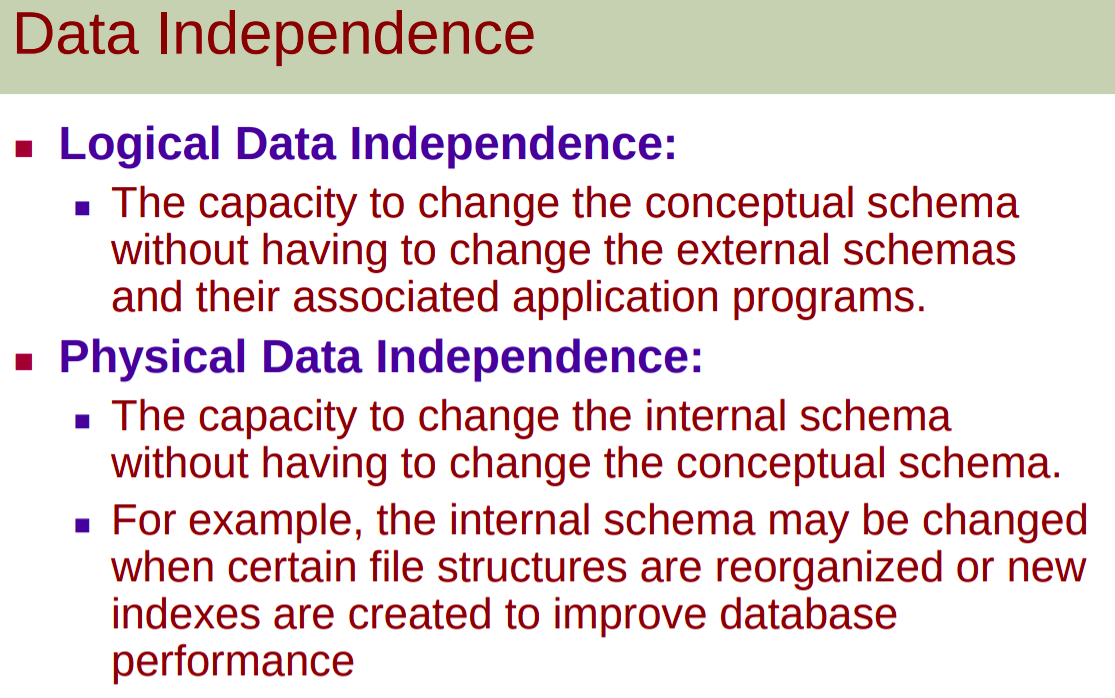 Data Independence
Logical Data Independence:
The capacity to change the conceptual schema
without having to change the external schemas
and their associated application programs.
Physical Data Independence:
The capacity to change the internal schema
without having to change the conceptual schema.
For example, the internal schema may be changed
when certain file structures are reorganized or new
indexes are created to improve database
performance